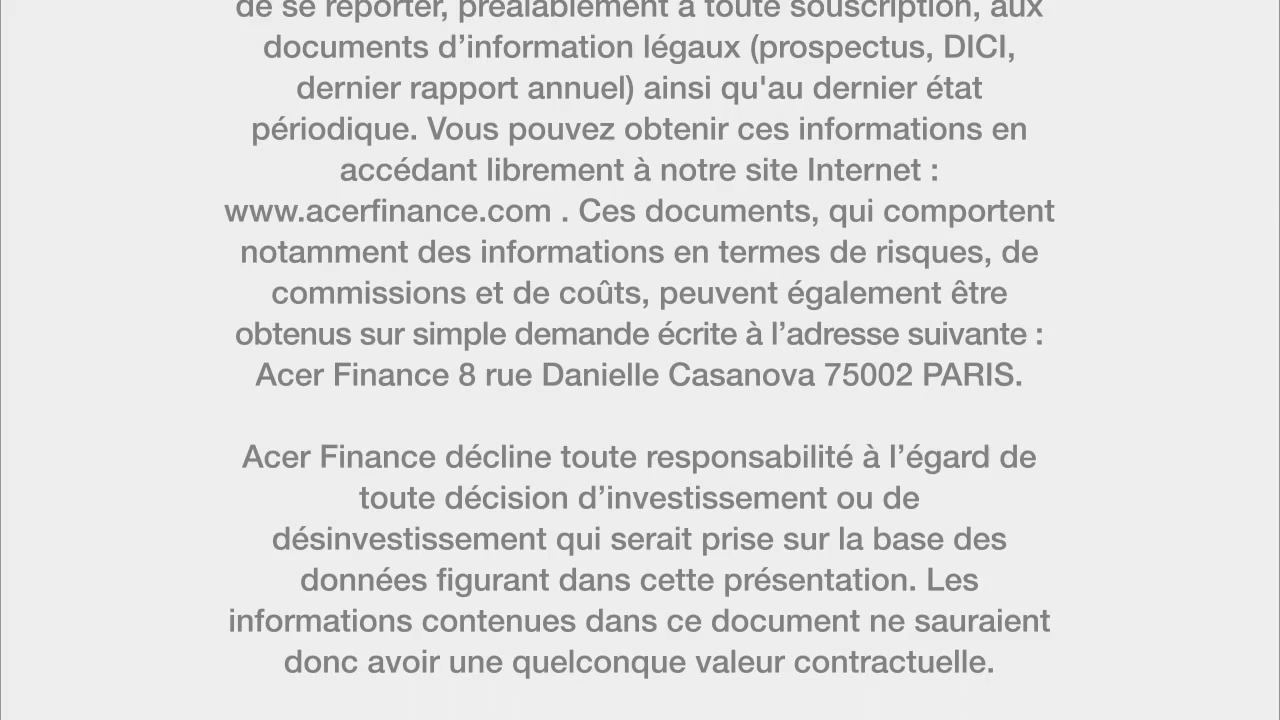 de se reporter, préalablement à toute souscription, aux
documents d’information légaux (prospectus, DICI,
dernier rapport annuel) ainsi qu'au dernier état
périodique. Vous pouvez obtenir ces informations en
accédant librement à notre site Internet :
www.acerfinance.com . Ces documents, qui comportent
notamment des informations en termes de risques, de
commissions et de coûts, peuvent également être
obtenus sur simple demande écrite à l’adresse suivante :
Acer Finance 8 rue Danielle Casanova 75002 PARIS.
Acer Finance décline toute responsabilité à l’égard de
toute décision d’investissement ou de
désinvestissement qui serait prise sur la base des
données figurant dans cette présentation. Les
informations contenues dans ce document ne sauraient
donc avoir une quelconque valeur contractuelle.